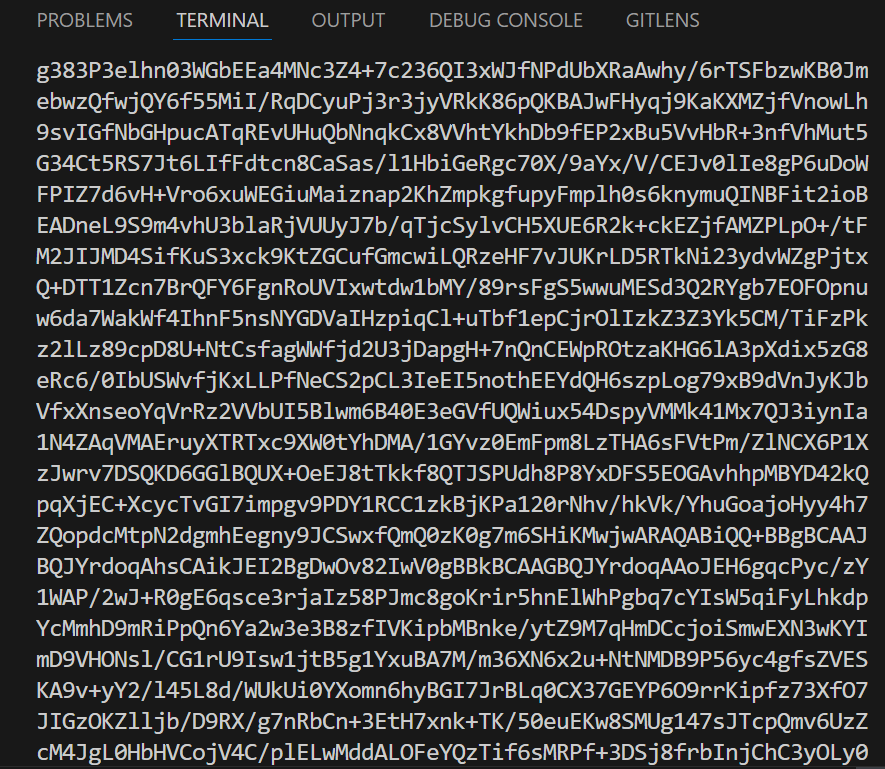 PROBLEMS TERMINAL OUTPUT DEBUG CONSOLE GITLENS
g383P3elhn03WGbEEa4MNc3Z4+7c236QI3xWJfNPdUbXRaAwhy/6rTSFbzwKB0Jm
ebwzQfwjQY6f55MiI/RqDCyuPj3r3jyVRkK86pQKBAJwFHyqj9KaKXMZjfVnowLh
9svIGfNbGHpucATqREvUHuQbNnqkCx8VVhtYkhDb9fEP2xBu5VvHbR+3nfVhMut5
G34Ct5RS7Jt6LIfFdtcn8CaSas/l1HbiGeRgc70X/9aYx/V/CEJv0lIe8gP6uDoW
FPIZ7d6vH+Vro6xuWEGiuMaiznap2KhZmpkgfupyFmplh0s6knymuQINBFit2ioB
EADneL9S9m4vhU3blaRjVUUyJ7b/qTjcSylvCH5XUE6R2k+ckEZjfAMZPLpO+/tF
M2JIJMD4SifKuS3xck9KtZGCufGmcwiLQRzeHF7vJUKrLD5RTkNi23ydvWZgPjtx
Q+DTT1Zcn7BrQFY6FgnRoUVIxwtdw1bMY/89rsFgS5wwuMESd3Q2RYgb7EOFOpnu
w6da7WakWf4IhnF5nsNYGDVaIHzpiqCl+uTbf1epCjrOlIzkZ3Z3Yk5CM/TiFzPk
z2lLz89cpD8U+NtCsfagWWfjd2U3jDapgH+7nQnCEWpROtzaKHG6lA3pXdix5zG8
eRc6/0IbUSWvfjKxLLPfNeCS2pCL3IeEI5nothEEYdQH6szpLog79xB9dVnJyKJb
VfxXnseoYqVrRz2VVbUI5Blwm6B40E3eGVfUQWiux54DspyVMMk41Mx7QJ3iynIa
1N4ZAqVMAEruyXTRTxc9XW0tYhDMA/1GYvz0EmFpm8LzTHA6sFVtPm/ZlNCX6P1X
zJwrv7DSQKD6GGlBQUX+OeEJ8tTkkf8QTJSPUdh8P8YxDFS5EOGAvhhpMBYD42kQ
pqXjEC+XcycTvGI7impgv9PDY1RCC1zkBjKPa120rNhv/hkVk/YhuGoajoHyy4h7
ZQopdcMtpN2dgmhEegny9JCSwxfQmQ0zK0g7m6SHiKMwjwARAQABiQQ+BBgBCAAJ
BQJYrdoqAhsCAikJEI2BgDwOv82IwV0gBBkBCAAGBQJYrdoqAAoJEH6gqcPyc/zY
1WAP/2wJ+R0gE6qsce3rjaIz58PJmc8goKrir5hnElWhPgbq7cYIsW5qiFyLhkdp
YcMmhD9mRiPpQn6Ya2w3e3B8zfIVKipbMBnke/ytZ9M7qHmDCcjoiSmwEXN3wKYI
mD9VHONsl/CG1rU9Isw1jtB5g1YxuBA7M/m36XN6x2u+NtNMDB9P56yc4gfsZVES
KA9v+yY2/l45L8d/WUkUi0YXomn6hyBGI7JrBLq0CX37GEYP6O9rrKipfz73XfO7
JIGzOKZlljb/D9RX/g7nRbCn+3EtH7xnk+TK/50euEKw8SMUg147sJTcpQmv6UzZ
cM4JgL0HbHVCojV4C/plELwMddALOFeYQzTif6sMRPf+3DSj8frbInjChC3yOLy0